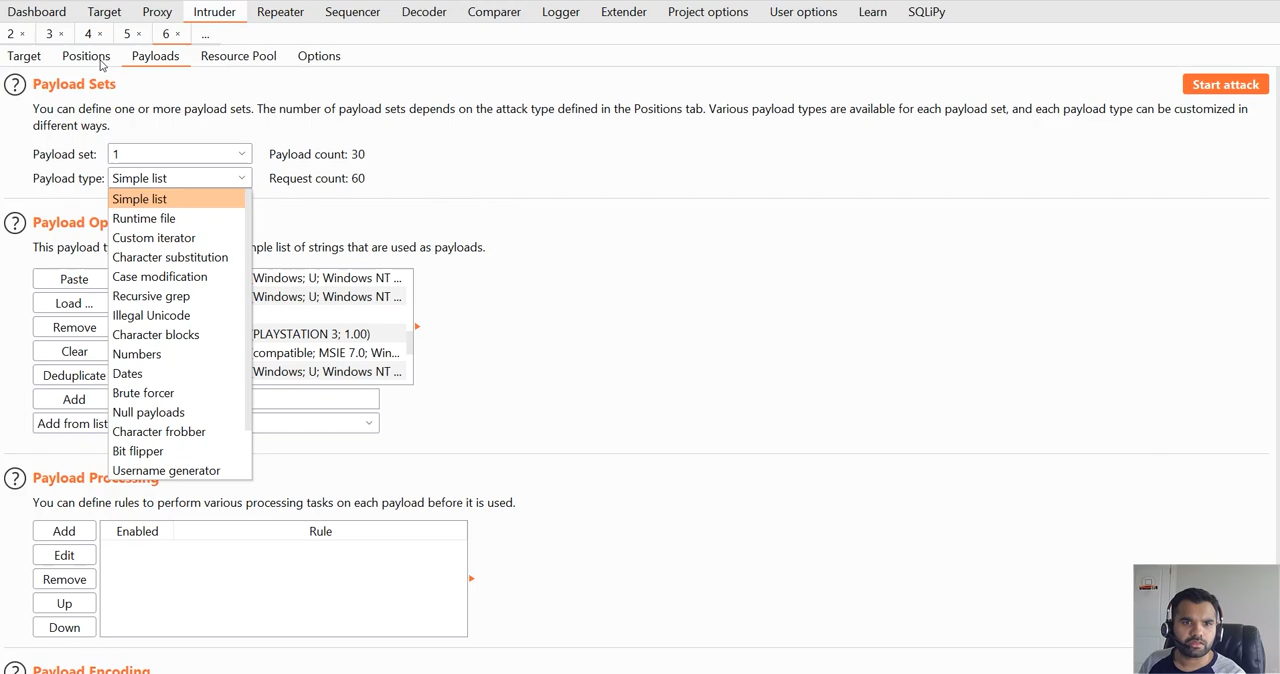 Dashboard Target Proxy Intruder Repeater Sequencer Decoder Comparer Logger Extender Project options User options Learn SQLiPy
2 × 3 × 4 × 5 × 6 × ...
Target Positions Payloads Resource Pool Options
? Payload Sets Start attack
You can define one or more payload sets. The number of payload sets depends on the attack type defined in the Positions tab. Various payload types are available for each payload set, and each payload type can be customized in
different ways.
Payload set: 1 Payload count: 30
Payload type: Simple list Request count: 60
Simple list
Runtime file
Custom iterator
Character substitution
Case modification
Recursive grep
Illegal Unicode
Character blocks
Numbers
Dates
Brute forcer
Null payloads
Character frobber
Bit flipper
Username generator
? Payload Op
This payload t mple list of strings that are used as payloads.
Paste Windows; U; Windows NT ...
Load ... Windows; U; Windows NT ...
Remove PLAYSTATION 3; 1.00)
Clear compatible; MSIE 7.0; Win...
Deduplicate Windows; U; Windows NT ...
Add
Add from list
? Payload Processing
You can define rules to perform various processing tasks on each payload before it is used.
Add Enabled Rule
Edit
Remove
Up
Down
? Payload Encoding